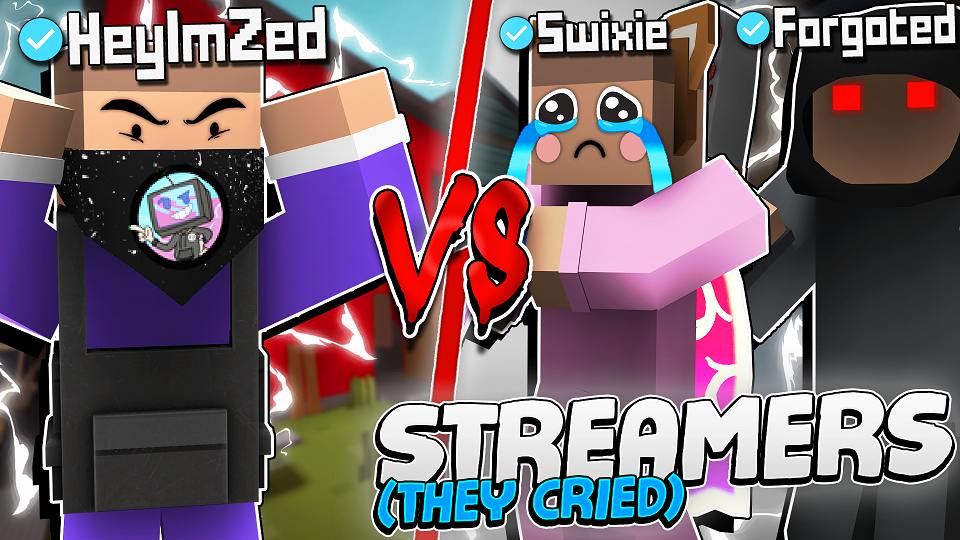 HeyImZed
Swixie
Forgoted
VS
STREAMERS
(THEY CRIED)